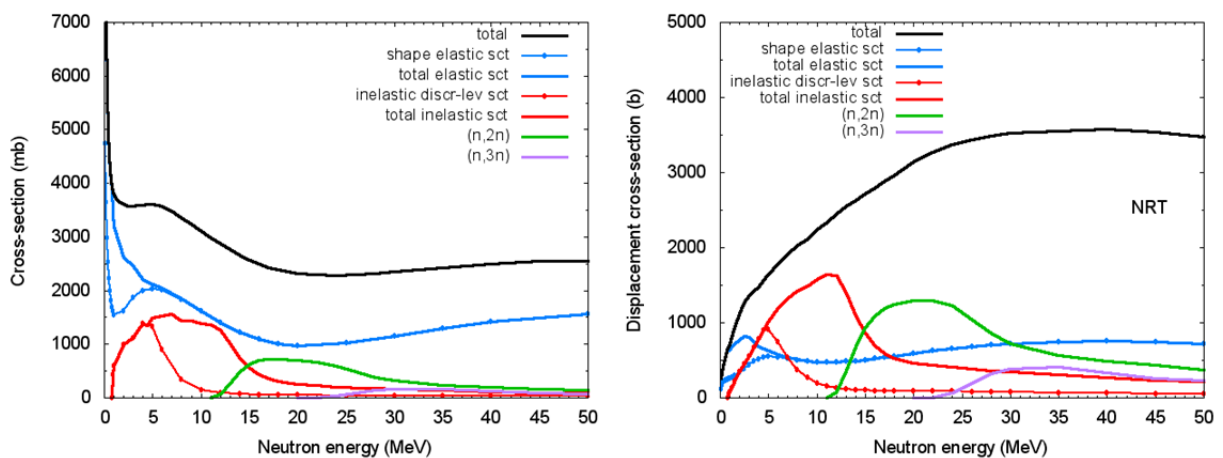 7000
6000
5000
4000
3000
2000
1000
0
Cross-section (mb)
total
shape elastic sct
total elastic sct
inelastic discr-lev sct
total inelastic sct
(n,2n)
(n,3n)
0 5 10 15 20 25 30 35 40 45 50
Neutron energy (MeV)
5000
4000
3000
2000
1000
0
Displacement cross-section (b)
total
shape elastic sct
total elastic sct
inelastic discr-lev sct
total inelastic sct
(n,2n)
(n,3n)
NRT
0 5 10 15 20 25 30 35 40 45 50
Neutron energy (MeV)